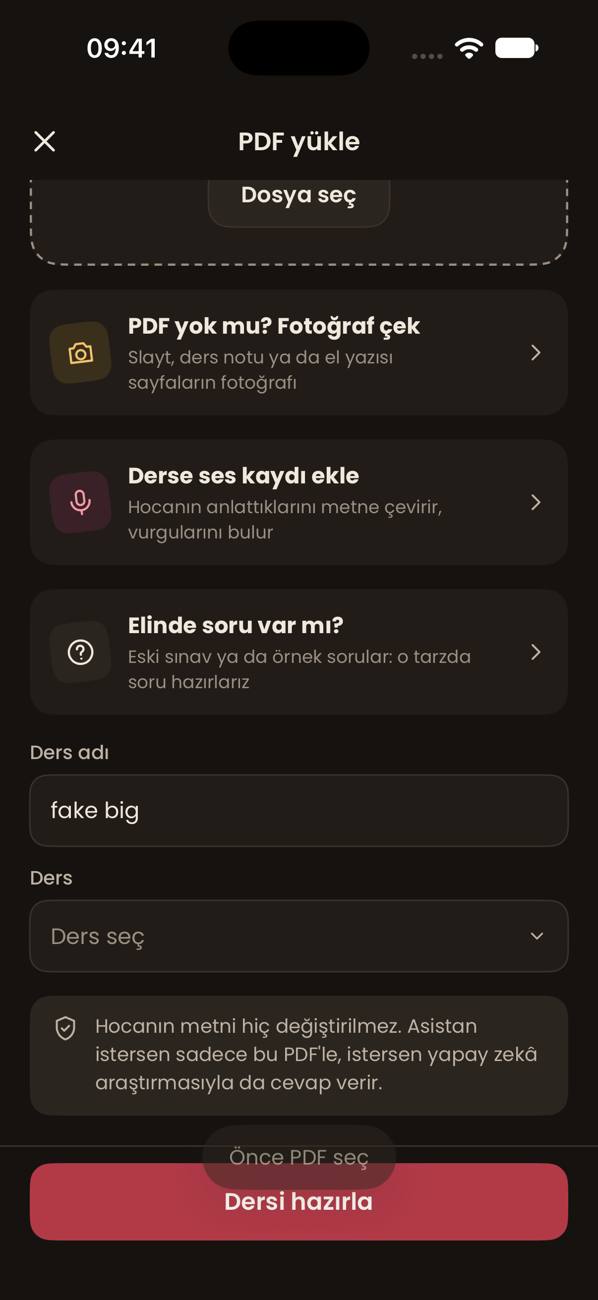 09:41
PDF yükle
Dosya seç
PDF yok mu? Fotoğraf çek
Slayt, ders notu ya da el yazısı
sayfaların fotoğrafı
Derse ses kaydı ekle
Hocanın anlattıklarını metne çevirir,
vurgularını bulur
Elinde soru var mı?
Eski sınav ya da örnek sorular: o tarzda
soru hazırlarız
Ders adı
fake big
Ders
Ders seç
Hocanın metni hiç değiştirilmez. Asistan
istersen sadece bu PDF'le, istersen yapay zekâ
araştırmasıyla da cevap verir.
Önce PDF seç
Dersi hazırla